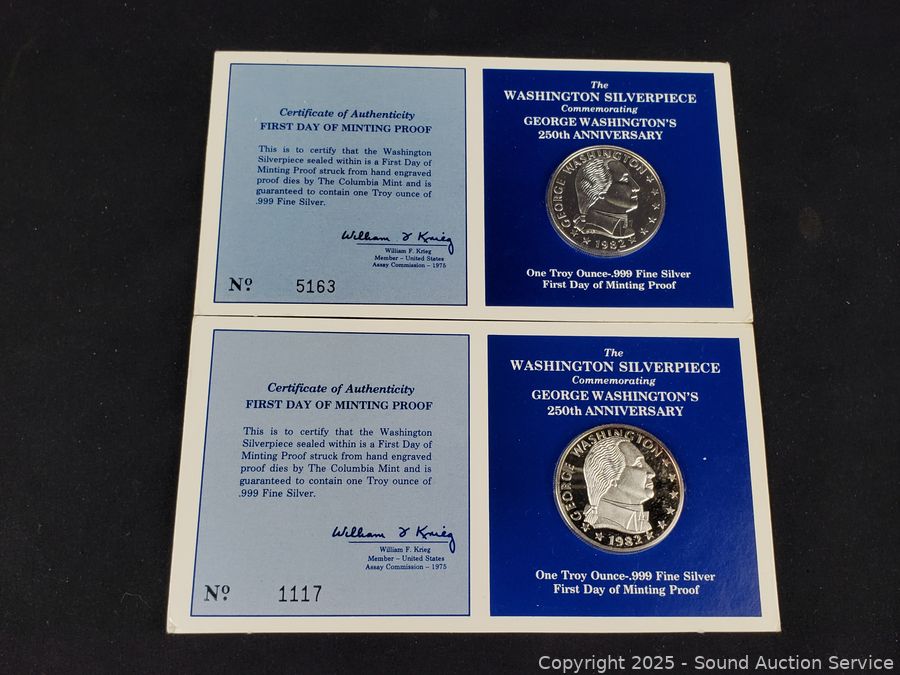 Certificate of Authenticity
FIRST DAY OF MINTING PROOF
This is to certify that the Washington
Silverpiece sealed within is a First Day of
Minting Proof struck from hand engraved
proof dies by The Columbia Mint and is
guaranteed to contain one Troy ounce of
.999 Fine Silver.
William F Krieg
William F. Krieg
Member – United States
Assay Commission – 1975
Nº 5163
The
WASHINGTON SILVERPIECE
Commemorating
GEORGE WASHINGTON'S
250th ANNIVERSARY
GEORGE WASHINGTON
1982
One Troy Ounce-.999 Fine Silver
First Day of Minting Proof
Certificate of Authenticity
FIRST DAY OF MINTING PROOF
This is to certify that the Washington
Silverpiece sealed within is a First Day of
Minting Proof struck from hand engraved
proof dies by The Columbia Mint and is
guaranteed to contain one Troy ounce of
.999 Fine Silver.
William F Krieg
William F. Krieg
Member – United States
Assay Commission – 1975
Nº 1117
The
WASHINGTON SILVERPIECE
Commemorating
GEORGE WASHINGTON'S
250th ANNIVERSARY
GEORGE WASHINGTON
1982
One Troy Ounce-.999 Fine Silver
First Day of Minting Proof
Copyright 2025 - Sound Auction Service